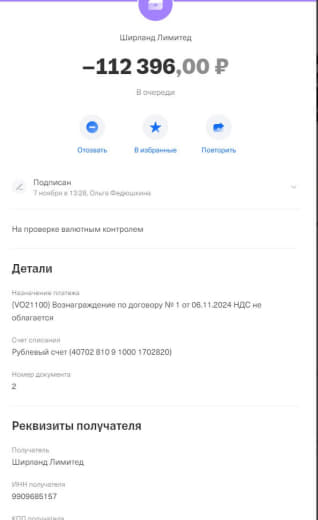 Ширланд Лимитед
−112 396,00 ₽
В очереди
Отозвать В избранные Повторить
Подписан
7 ноября в 13:28, Ольга Федюшкина
На проверке валютным контролем
Детали
Назначение платежа
{VO21100} Вознаграждение по договору № 1 от 06.11.2024 НДС не
облагается
Счет списания
Рублевый счет (40702 810 9 1000 1702820)
Номер документа
2
Реквизиты получателя
Получатель
Ширланд Лимитед
ИНН получателя
9909685157
КПП получателя